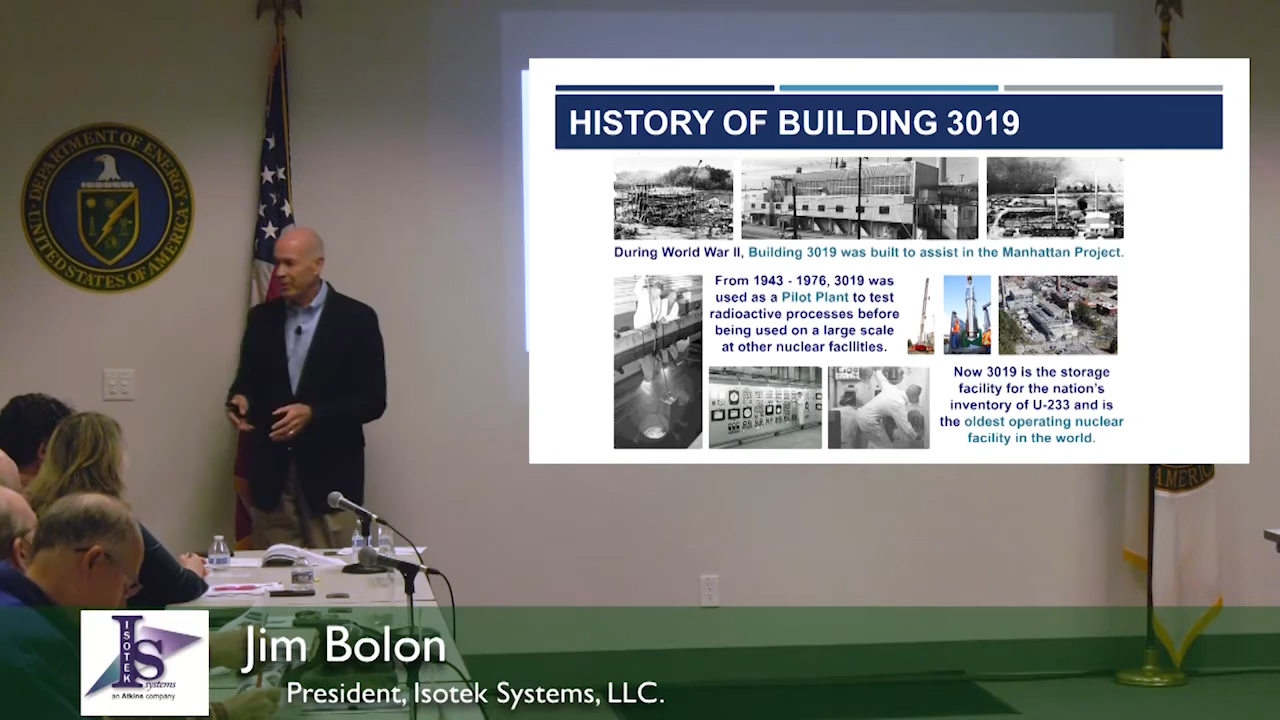 DEPARTMENT OF ENERGY
UNITED STATES OF AMERICA
HISTORY OF BUILDING 3019
During World War II, Building 3019 was built to assist in the Manhattan Project.
From 1943 - 1976, 3019 was
used as a Pilot Plant to test
radioactive processes before
being used on a large scale
at other nuclear facilities.
Now 3019 is the storage
facility for the nation's
inventory of U-233 and is
the oldest operating nuclear
facility in the world.
AMERICA
ISOTEK
S
systems
an Atkins company
Jim Bolon
President, Isotek Systems, LLC.